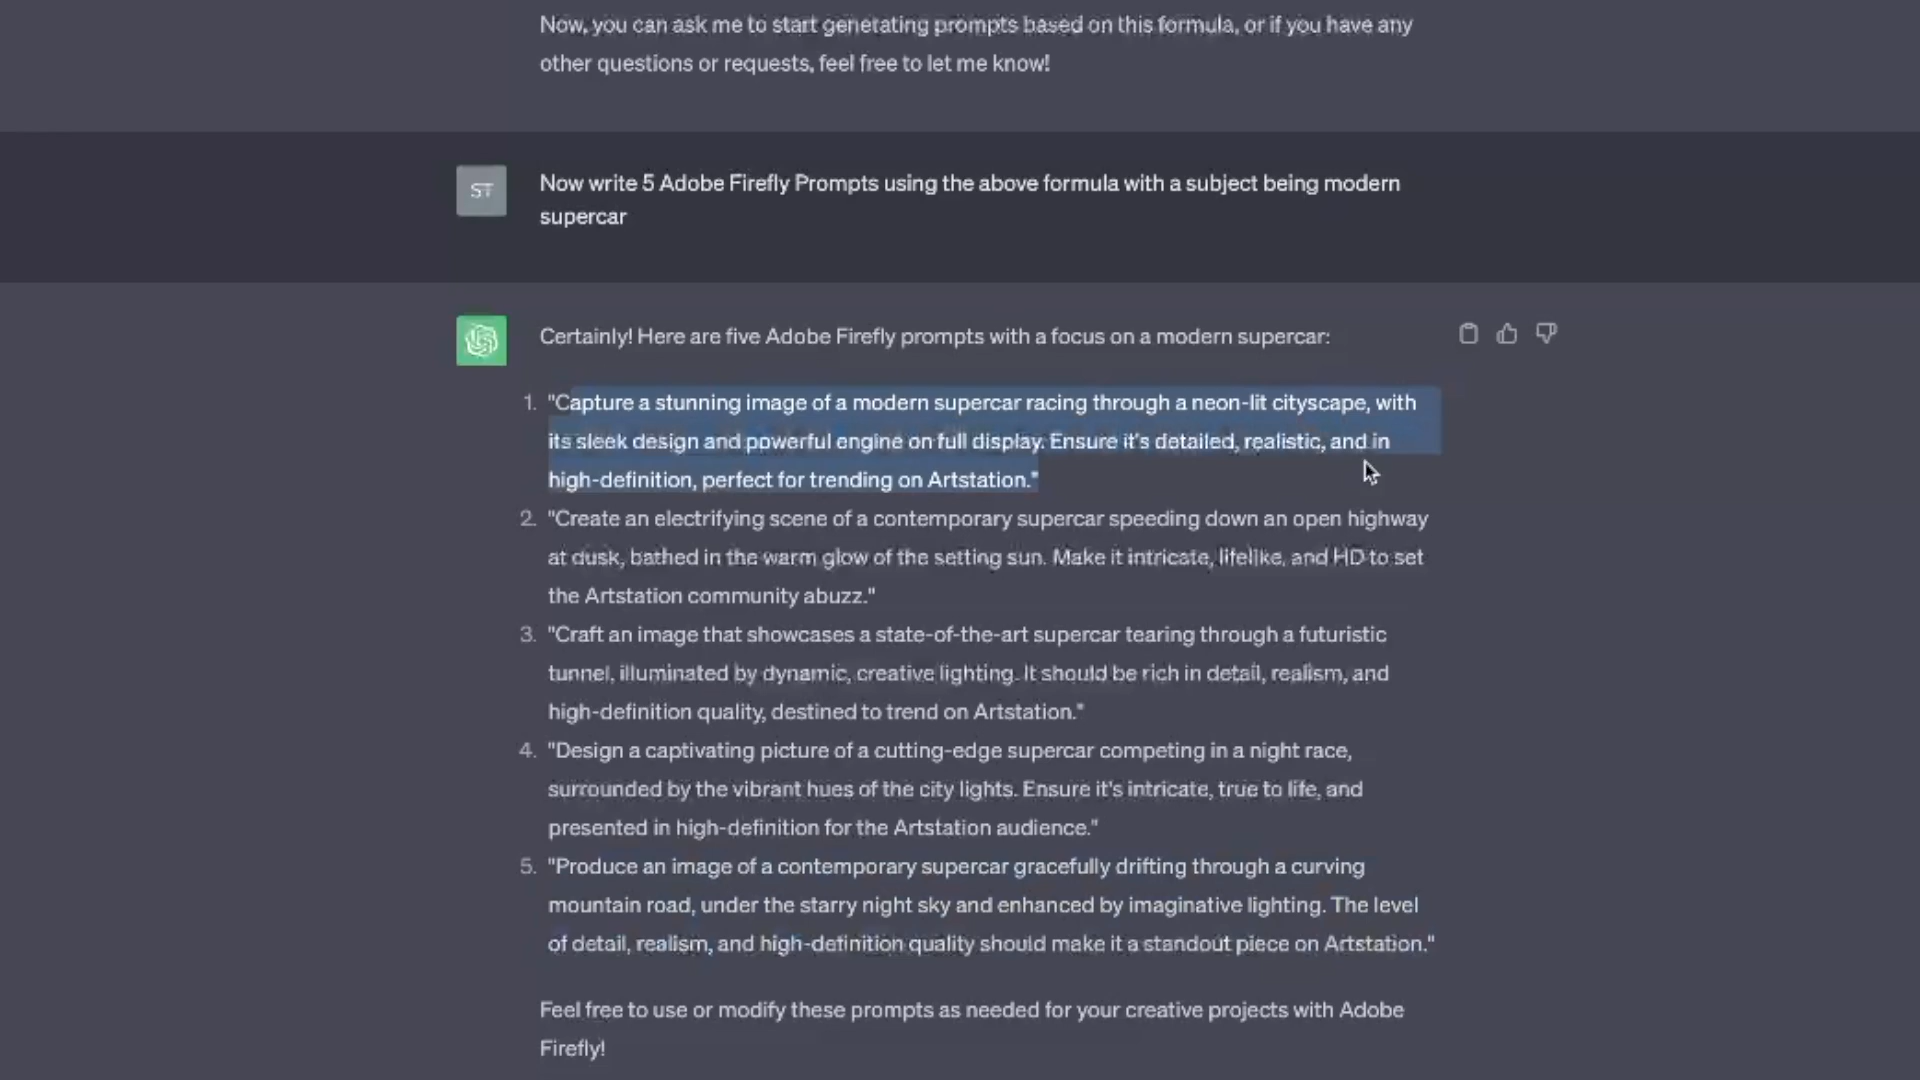 Now, you can ask me to start genetating prompts based on this formula, or if you have any
other questions or requests, feel free to let me know!
ST
Now write 5 Adobe Firefly Prompts using the above formula with a subject being modern
supercar
Certainly! Here are five Adobe Firefly prompts with a focus on a modern supercar:
1. "Capture a stunning image of a modern supercar racing through a neon-lit cityscape, with
its sleek design and powerful engine on full display. Ensure it's detailed, realistic, and in
high-definition, perfect for trending on Artstation."
2. "Create an electrifying scene of a contemporary supercar speeding down an open highway
at dusk, bathed in the warm glow of the setting sun. Make it intricate, lifelike, and HD to set
the Artstation community abuzz."
3. "Craft an image that showcases a state-of-the-art supercar tearing through a futuristic
tunnel, illuminated by dynamic, creative lighting. It should be rich in detail, realism, and
high-definition quality, destined to trend on Artstation."
4. "Design a captivating picture of a cutting-edge supercar competing in a night race,
surrounded by the vibrant hues of the city lights. Ensure it's intricate, true to life, and
presented in high-definition for the Artstation audience."
5. "Produce an image of a contemporary supercar gracefully drifting through a curving
mountain road, under the starry night sky and enhanced by imaginative lighting. The level
of detail, realism, and high-definition quality should make it a standout piece on Artstation."
Feel free to use or modify these prompts as needed for your creative projects with Adobe
Firefly!